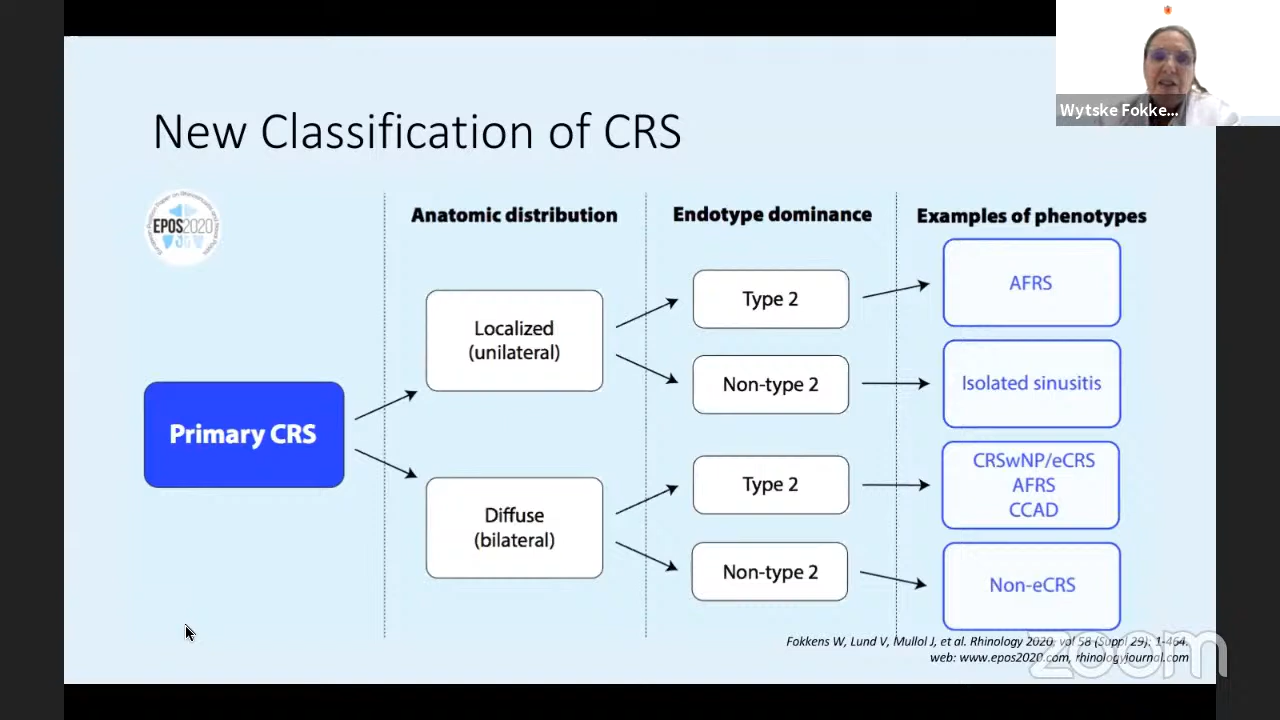 Wytske Fokke...
New Classification of CRS
EPOS2020
Anatomic distribution
Endotype dominance
Examples of phenotypes
Primary CRS
Localized
(unilateral)
Diffuse
(bilateral)
Type 2
Non-type 2
Type 2
Non-type 2
AFRS
Isolated sinusitis
CRSwNP/eCRS
AFRS
CCAD
Non-eCRS
Fokkens W, Lund V, Mullol J, et al. Rhinology 2020, vol 58 (Suppl 29): 1-464.
web: www.epos2020.com, rhinologyjournal.com
zoom